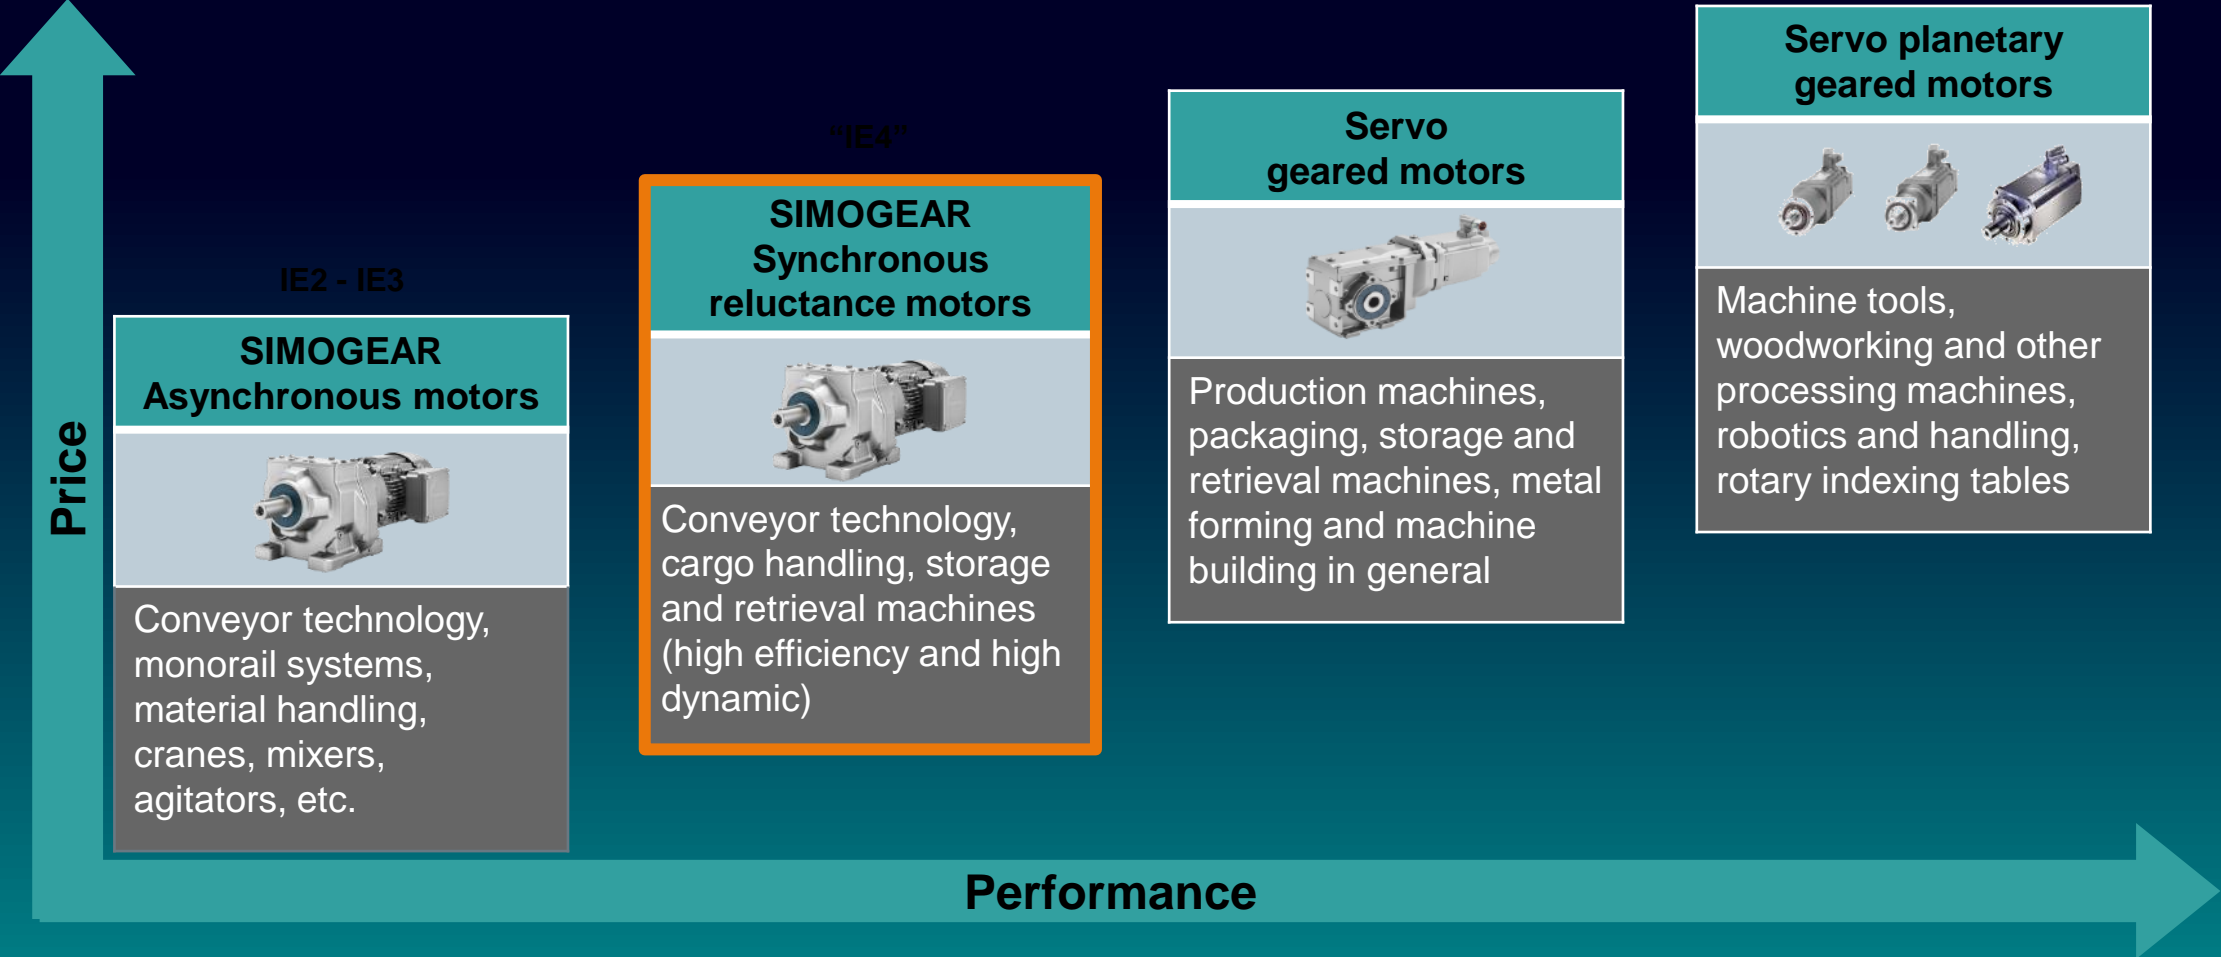 Price
IE2 - IE3
SIMOGEAR
Asynchronous motors
Conveyor technology,
monorail systems,
material handling,
cranes, mixers,
agitators, etc.
“IE4”
SIMOGEAR
Synchronous
reluctance motors
Conveyor technology,
cargo handling, storage
and retrieval machines
(high efficiency and high
dynamic)
Servo
geared motors
Production machines,
packaging, storage and
retrieval machines, metal
forming and machine
building in general
Servo planetary
geared motors
Machine tools,
woodworking and other
processing machines,
robotics and handling,
rotary indexing tables
Performance